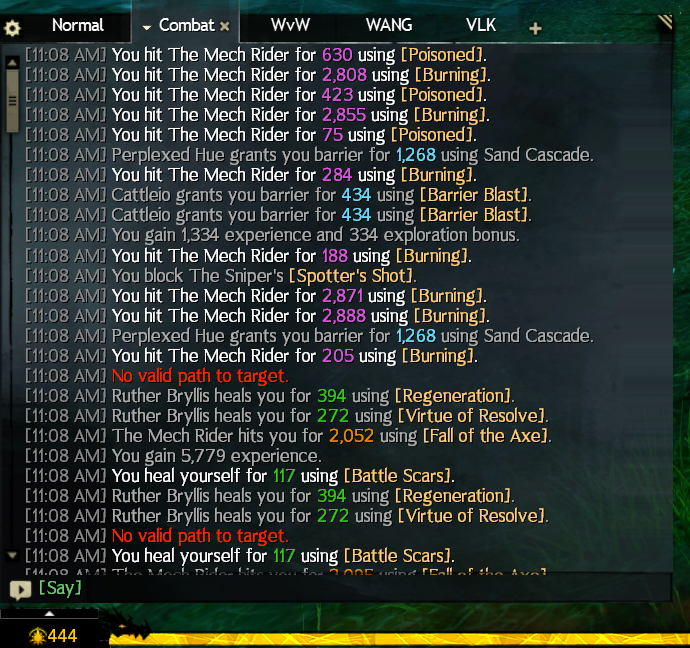 Normal Combat × WvW WANG VLK +
[11:08 AM] You hit The Mech Rider for 630 using [Poisoned].
[11:08 AM] You hit The Mech Rider for 2,808 using [Burning].
[11:08 AM] You hit The Mech Rider for 423 using [Poisoned].
[11:08 AM] You hit The Mech Rider for 2,855 using [Burning].
[11:08 AM] You hit The Mech Rider for 75 using [Poisoned].
[11:08 AM] Perplexed Hue grants you barrier for 1,268 using Sand Cascade.
[11:08 AM] You hit The Mech Rider for 284 using [Burning].
[11:08 AM] Cattleio grants you barrier for 434 using [Barrier Blast].
[11:08 AM] Cattleio grants you barrier for 434 using [Barrier Blast].
[11:08 AM] You gain 1,334 experience and 334 exploration bonus.
[11:08 AM] You hit The Mech Rider for 188 using [Burning].
[11:08 AM] You block The Sniper's [Spotter's Shot].
[11:08 AM] You hit The Mech Rider for 2,871 using [Burning].
[11:08 AM] You hit The Mech Rider for 2,888 using [Burning].
[11:08 AM] Perplexed Hue grants you barrier for 1,268 using Sand Cascade.
[11:08 AM] You hit The Mech Rider for 205 using [Burning].
[11:08 AM] No valid path to target.
[11:08 AM] Ruther Bryllis heals you for 394 using [Regeneration].
[11:08 AM] Ruther Bryllis heals you for 272 using [Virtue of Resolve].
[11:08 AM] The Mech Rider hits you for 2,052 using [Fall of the Axe].
[11:08 AM] You gain 5,779 experience.
[11:08 AM] You heal yourself for 117 using [Battle Scars].
[11:08 AM] Ruther Bryllis heals you for 394 using [Regeneration].
[11:08 AM] Ruther Bryllis heals you for 272 using [Virtue of Resolve].
[11:08 AM] No valid path to target.
[11:08 AM] You heal yourself for 117 using [Battle Scars].
[11:08 AM] The Mech Rider hits you for 2,095 using [Fall of the Axe].
[Say]
444